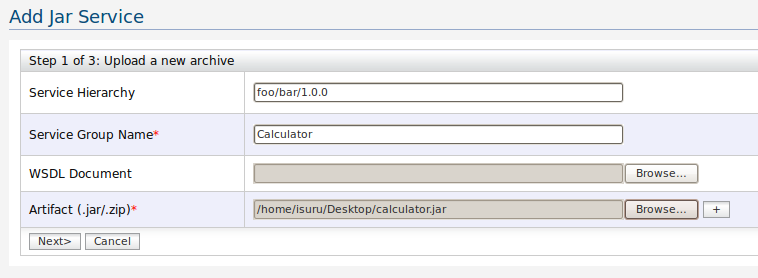 Add Jar Service
Step 1 of 3: Upload a new archive
Service Hierarchy foo/bar/1.0.0
Service Group Name* Calculator
WSDL Document Browse...
Artifact (.jar/.zip)* /home/isuru/Desktop/calculator.jar Browse... +
Next> Cancel